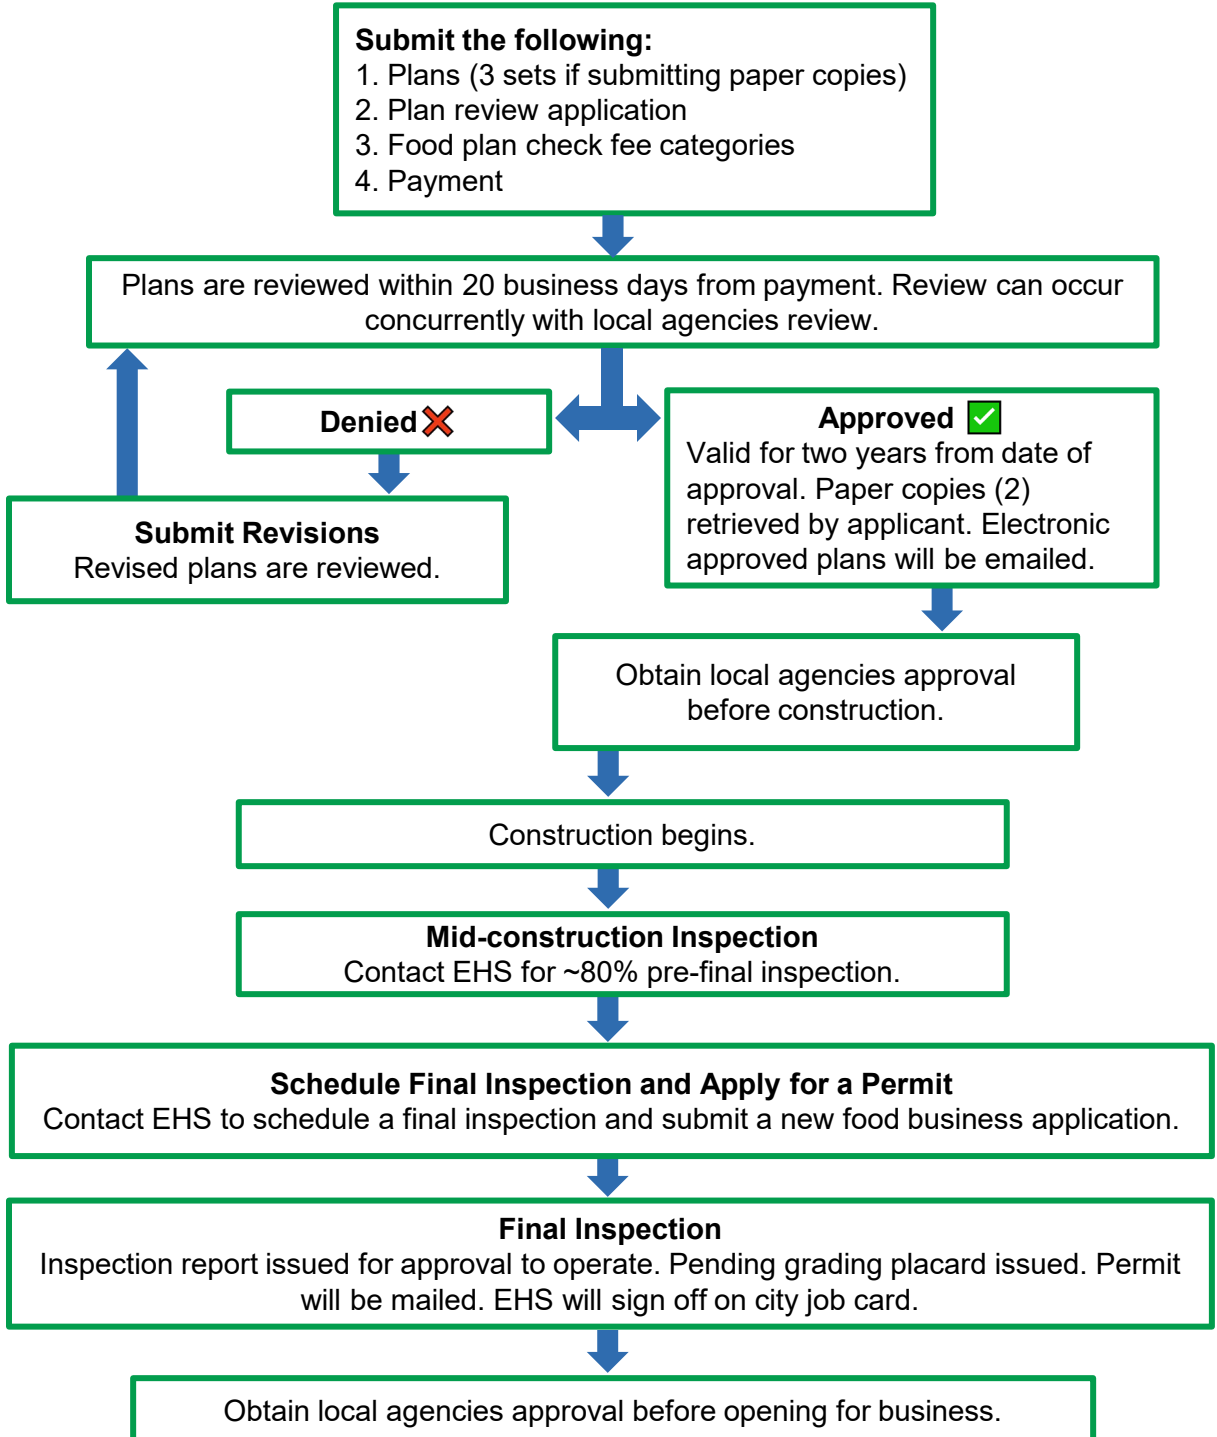 Submit the following:
1. Plans (3 sets if submitting paper copies)
2. Plan review application
3. Food plan check fee categories
4. Payment
Plans are reviewed within 20 business days from payment. Review can occur
concurrently with local agencies review.
Denied
Approved
Valid for two years from date of
approval. Paper copies (2)
retrieved by applicant. Electronic
approved plans will be emailed.
Submit Revisions
Revised plans are reviewed.
Obtain local agencies approval
before construction.
Construction begins.
Mid-construction Inspection
Contact EHS for ~80% pre-final inspection.
Schedule Final Inspection and Apply for a Permit
Contact EHS to schedule a final inspection and submit a new food business application.
Final Inspection
Inspection report issued for approval to operate. Pending grading placard issued. Permit
will be mailed. EHS will sign off on city job card.
Obtain local agencies approval before opening for business.